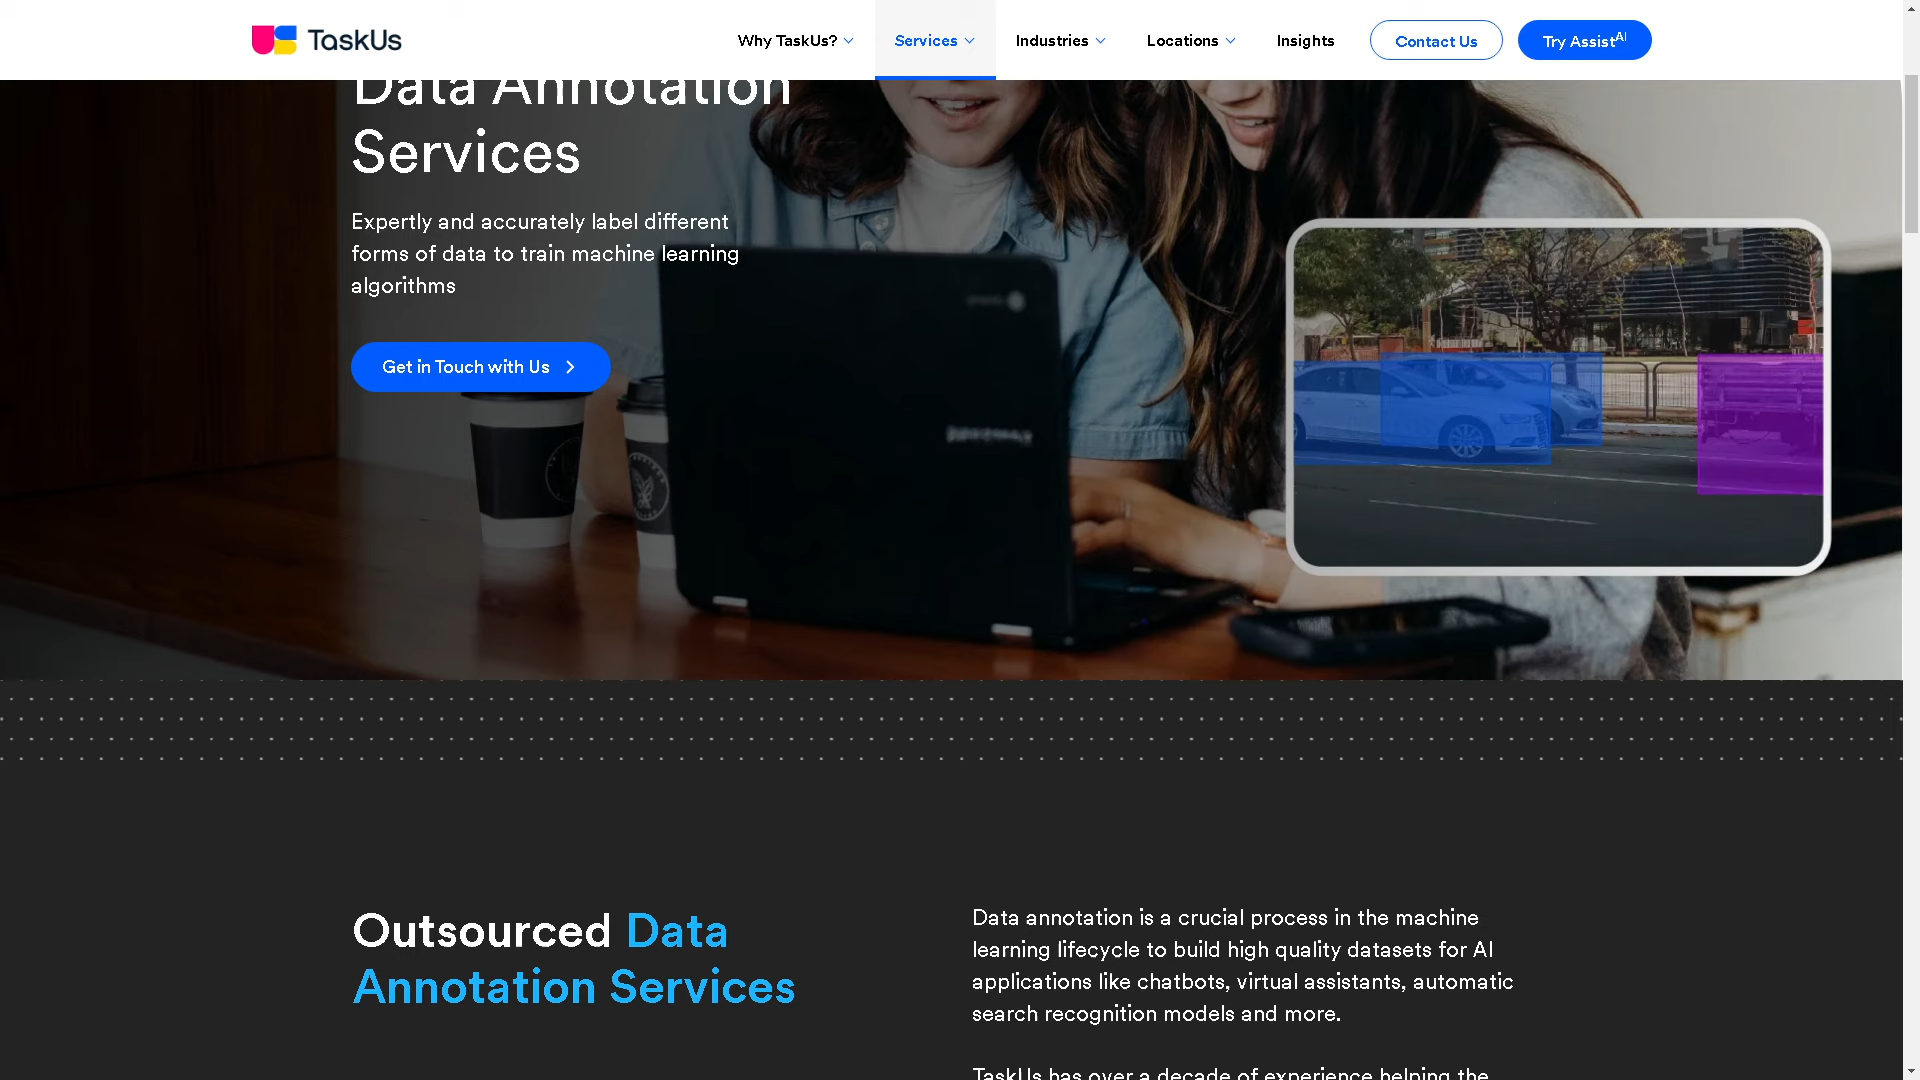 TaskUs
Why TaskUs?
Services
Industries
Locations
Insights
Contact Us
Try AssistAI
Data Annotation
Services
Expertly and accurately label different
forms of data to train machine learning
algorithms
Get in Touch with Us
Outsourced Data
Annotation Services
Data annotation is a crucial process in the machine
learning lifecycle to build high quality datasets for AI
applications like chatbots, virtual assistants, automatic
search recognition models and more.
TaskUs has over a decade of experience helping the